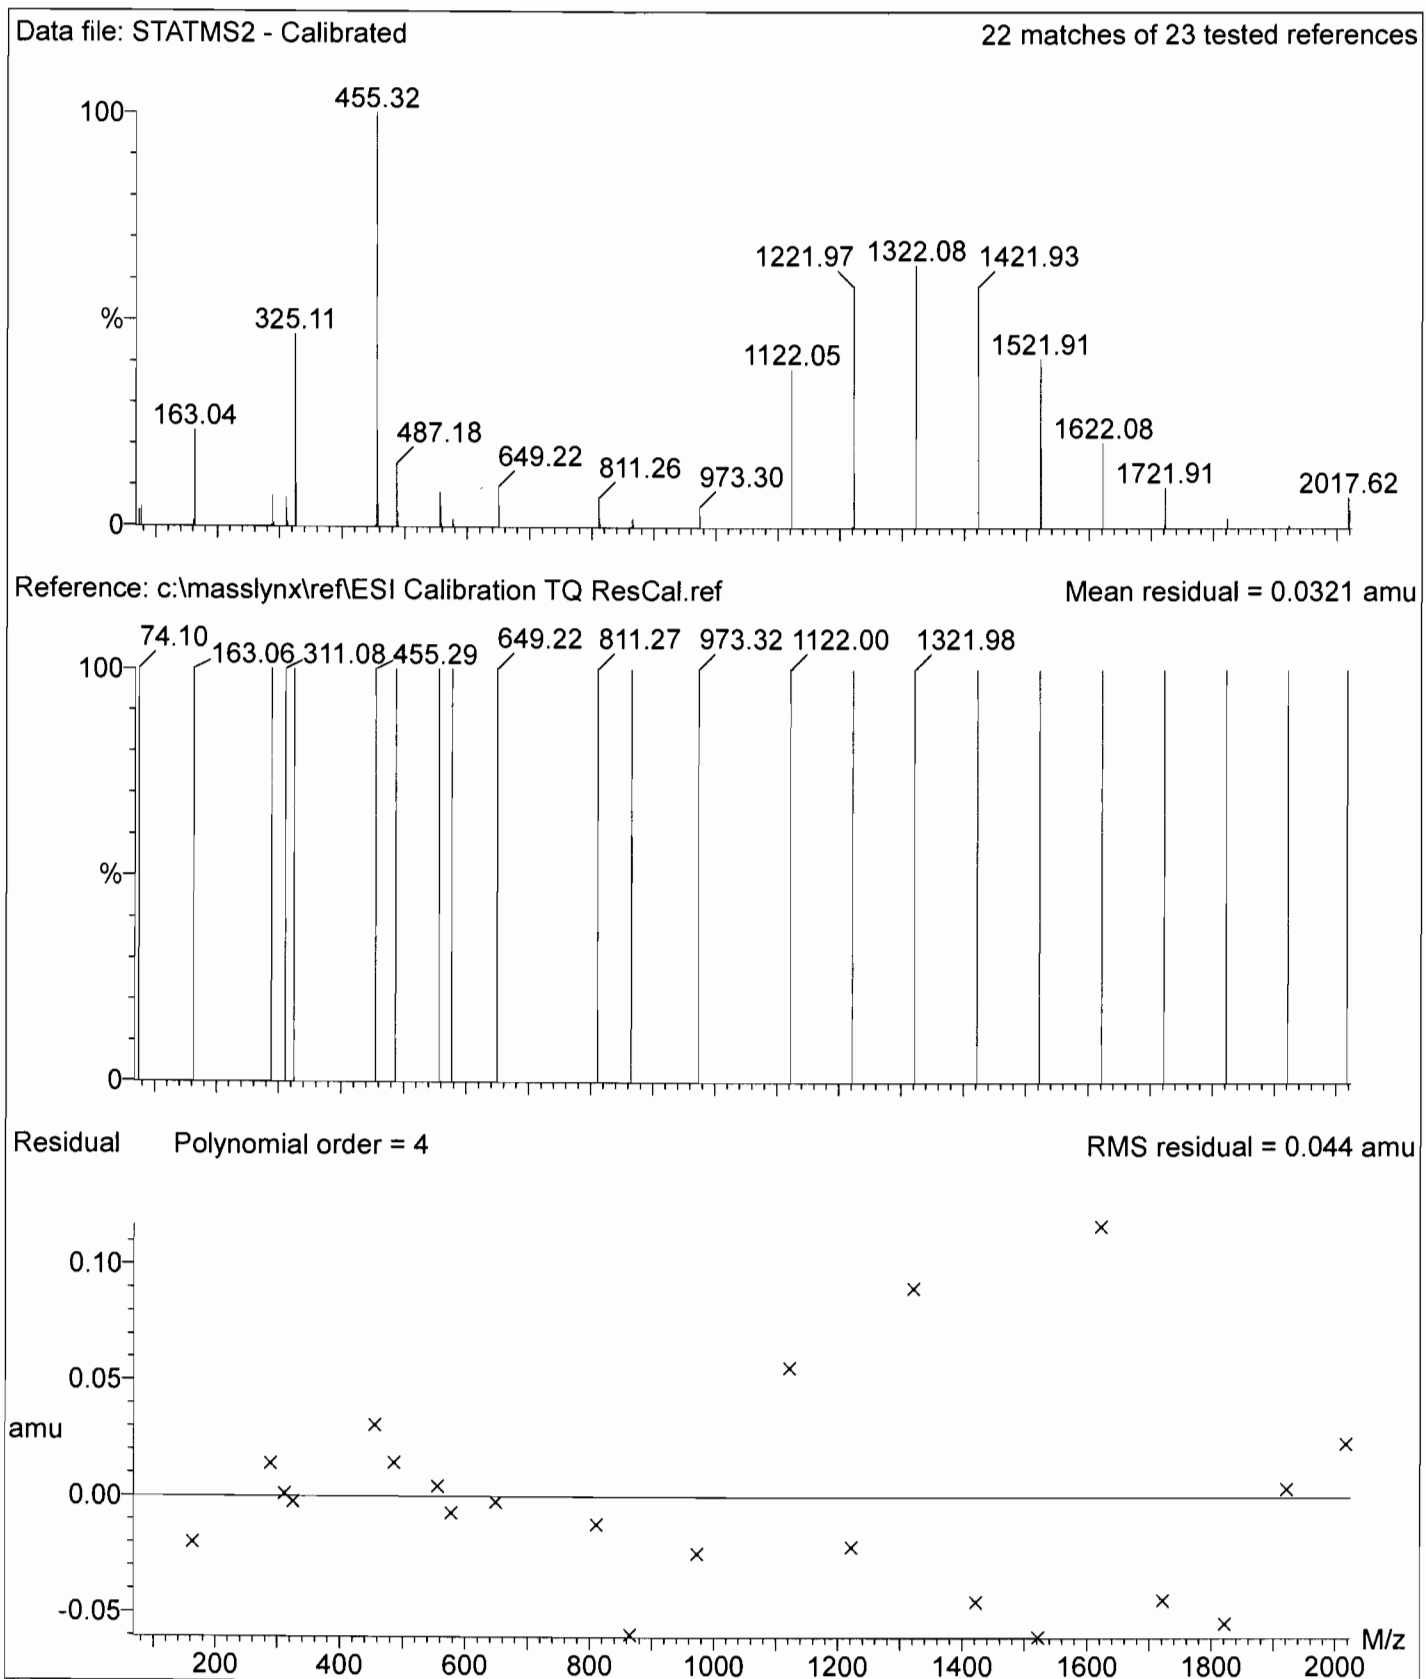 Data file: STATMS2 - Calibrated 22 matches of 23 tested references
455.32
100
1221.97 1322.08 1421.93
% 325.11
1122.05 1521.91
163.04 487.18 1622.08
649.22 811.26 973.30 1721.91 2017.62
0
Reference: c:\masslynx\ref\ESI Calibration TQ ResCal.ref Mean residual = 0.0321 amu
74.10 163.06 311.08 455.29 649.22 811.27 973.32 1122.00 1321.98
100
%
0
Residual Polynomial order = 4 RMS residual = 0.044 amu
0.10
0.05
amu
0.00
-0.05
M/z
200 400 600 800 1000 1200 1400 1600 1800 2000